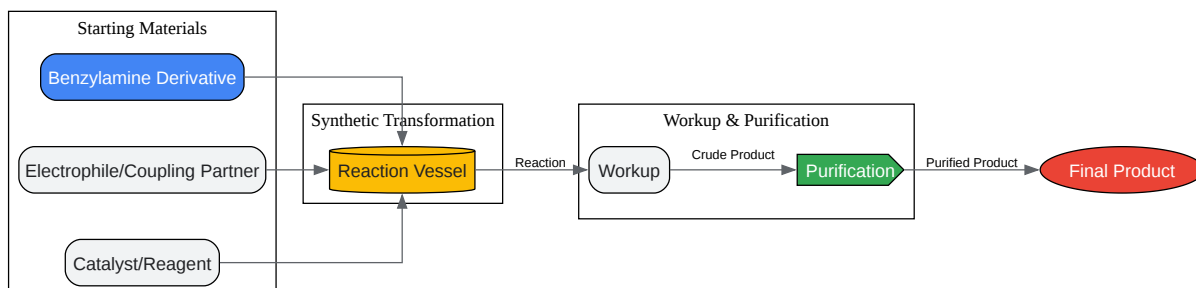 Starting Materials
Benzylamine Derivative
Electrophile/Coupling Partner
Catalyst/Reagent
Synthetic Transformation
Reaction Vessel
Reaction
Workup & Purification
Workup
Crude Product
Purification
Purified Product
Final Product